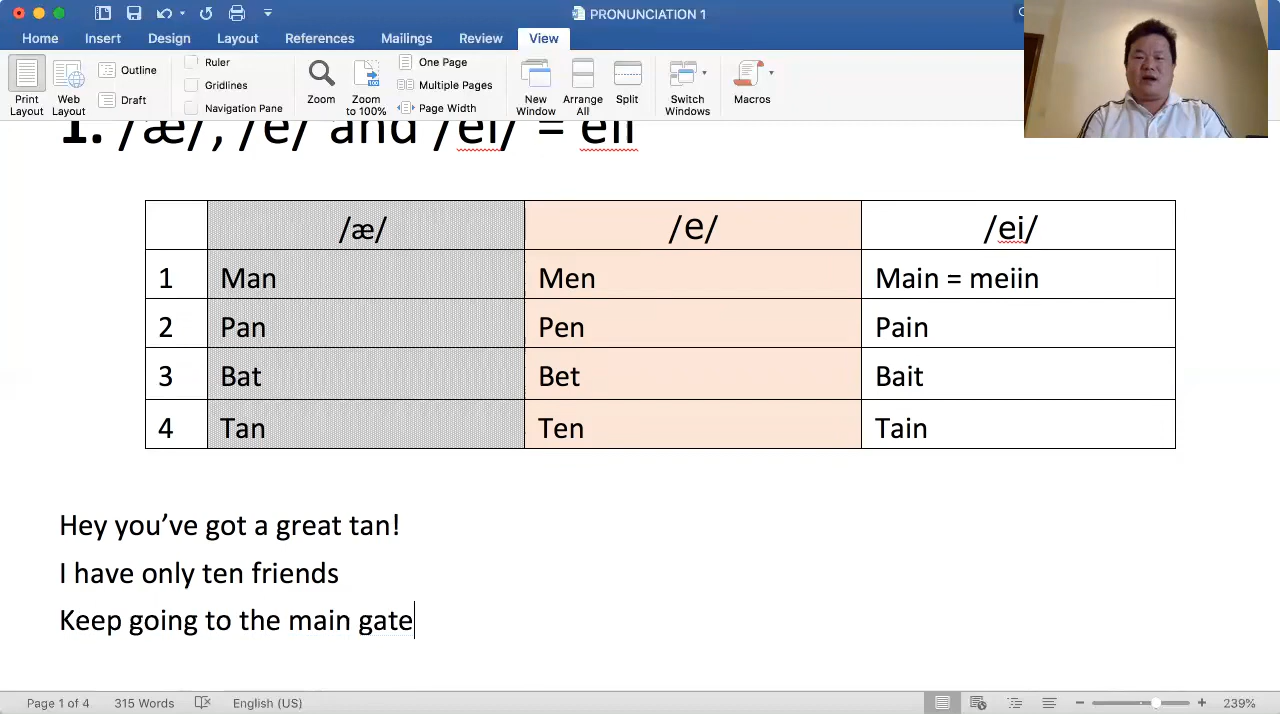 PRONUNCIATION 1
Home Insert Design Layout References Mailings Review View
Print Layout
Web Layout
Outline
Draft
Ruler
Gridlines
Navigation Pane
Zoom
Zoom to 100%
One Page
Multiple Pages
Page Width
New Window
Arrange All
Split
Switch Windows
Macros
1. /æ/, /e/ and /ei/ = eii
/æ/ /e/ /ei/
1 Man Men Main = meiin
2 Pan Pen Pain
3 Bat Bet Bait
4 Tan Ten Tain
Hey you’ve got a great tan!
I have only ten friends
Keep going to the main gate
Page 1 of 4 315 Words English (US) 239%